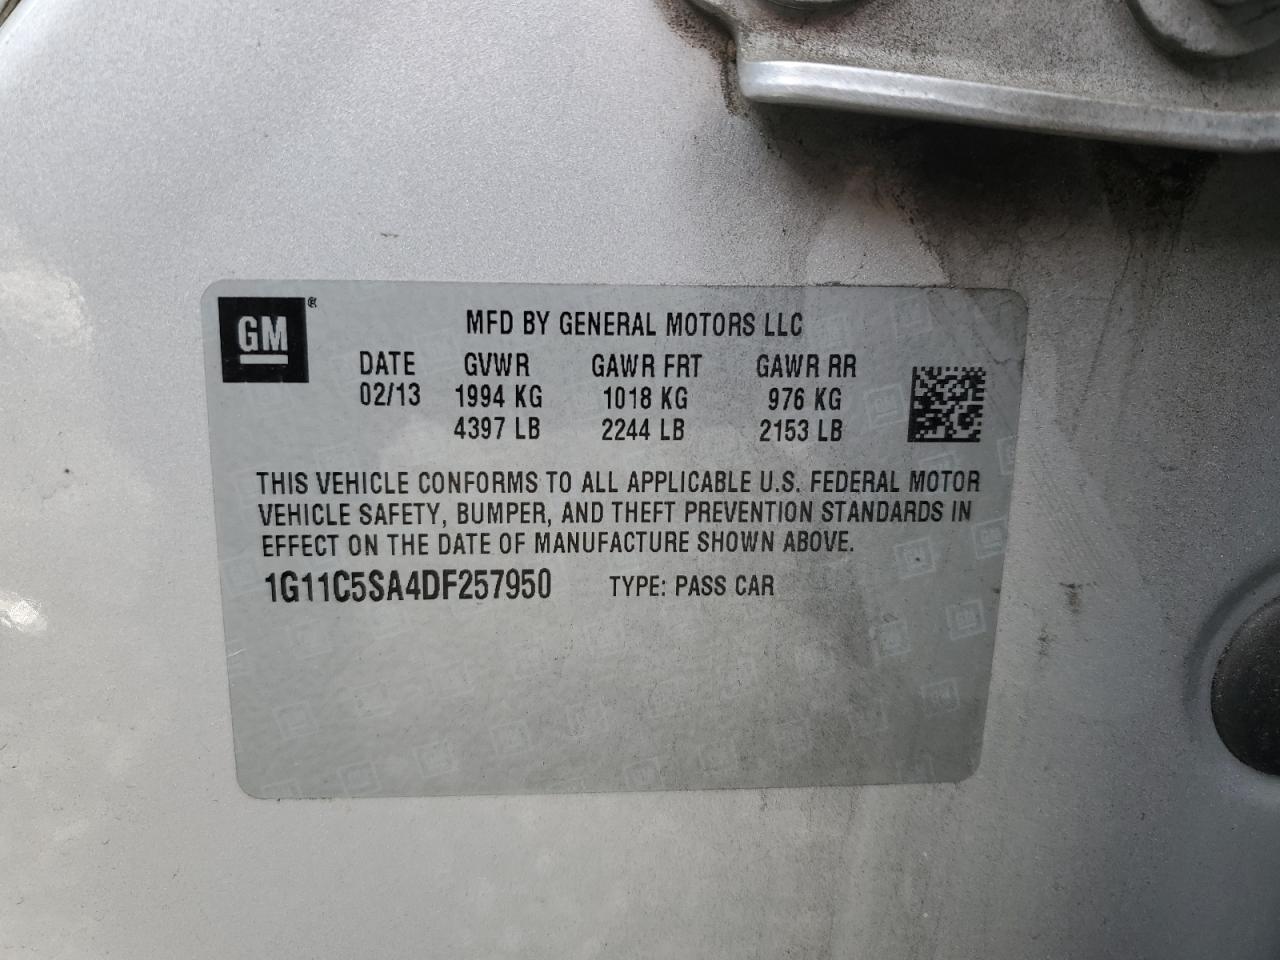 GM ®
MFD BY GENERAL MOTORS LLC
DATE GVWR GAWR FRT GAWR RR
02/13 1994 KG 1018 KG 976 KG
4397 LB 2244 LB 2153 LB
THIS VEHICLE CONFORMS TO ALL APPLICABLE U.S. FEDERAL MOTOR
VEHICLE SAFETY, BUMPER, AND THEFT PREVENTION STANDARDS IN
EFFECT ON THE DATE OF MANUFACTURE SHOWN ABOVE.
1G11C5SA4DF257950 TYPE: PASS CAR